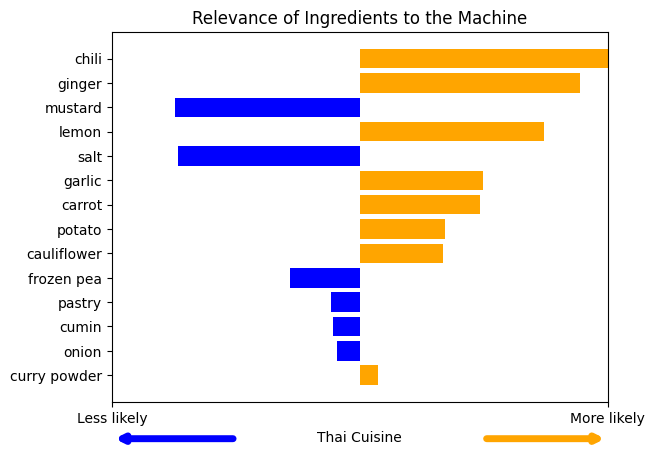 Relevance of Ingredients to the Machine
chili
ginger
mustard
lemon
salt
garlic
carrot
potato
cauliflower
frozen pea
pastry
cumin
onion
curry powder
Less likely
More likely
Thai Cuisine